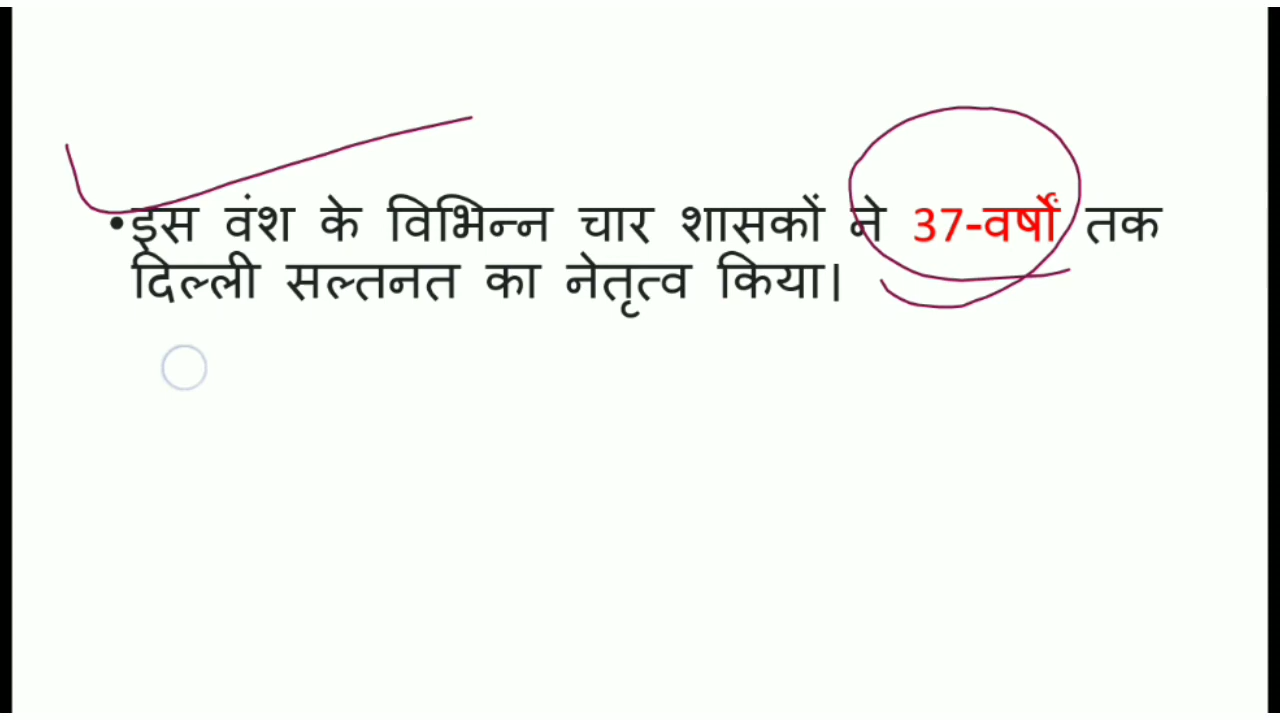 •इस वंश के विभिन्न चार शासकों ने 37-वर्षों तक
दिल्ली सल्तनत का नेतृत्व किया।